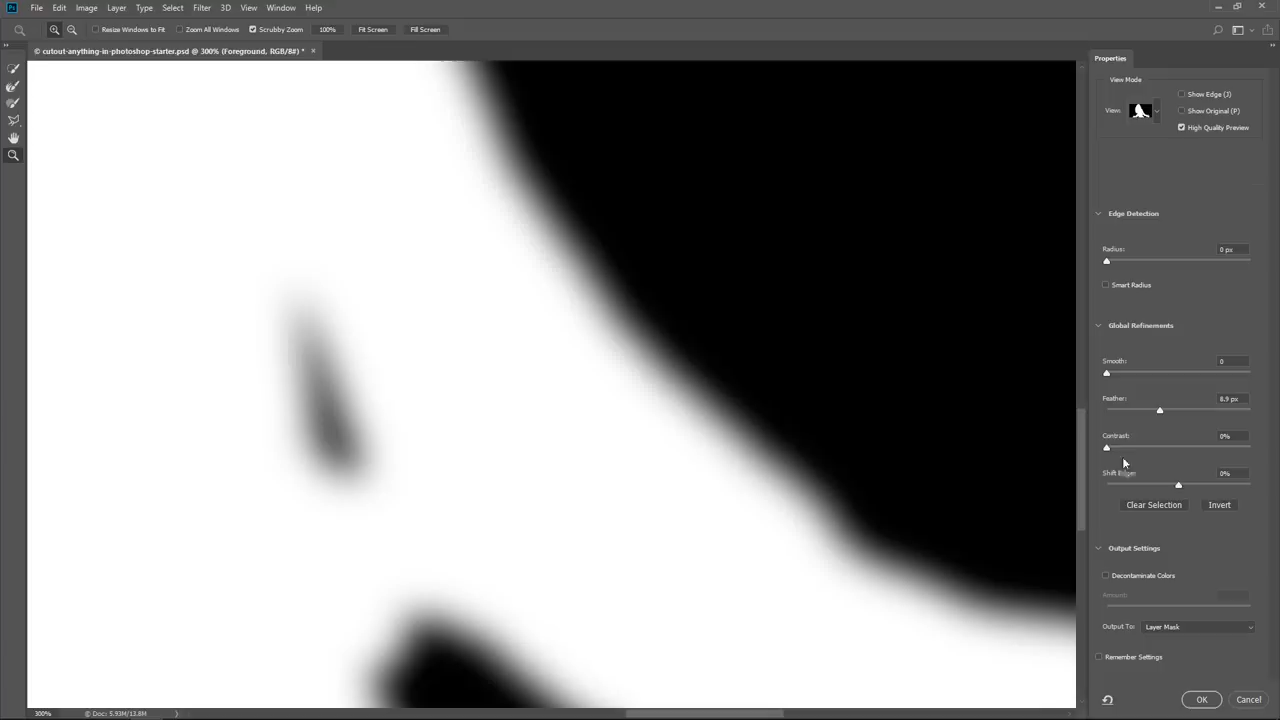 Ps File Edit Image Layer Type Select Filter 3D View Window Help
Resize Windows to Fit Zoom All Windows Scrubby Zoom 100% Fit Screen Fill Screen
© cutout-anything-in-photoshop-starter.psd @ 300% (Foreground, RGB/8#) * ×
Properties
View Mode
View:
Show Edge (J)
Show Original (P)
High Quality Preview
Edge Detection
Radius: 0 px
Smart Radius
Global Refinements
Smooth: 0
Feather: 8.9 px
Contrast: 0%
Shift Edge: 0%
Clear Selection Invert
Output Settings
Decontaminate Colors
Amount:
Output To: Layer Mask
Remember Settings
OK Cancel
300% © Doc: 5.93M/13.8M